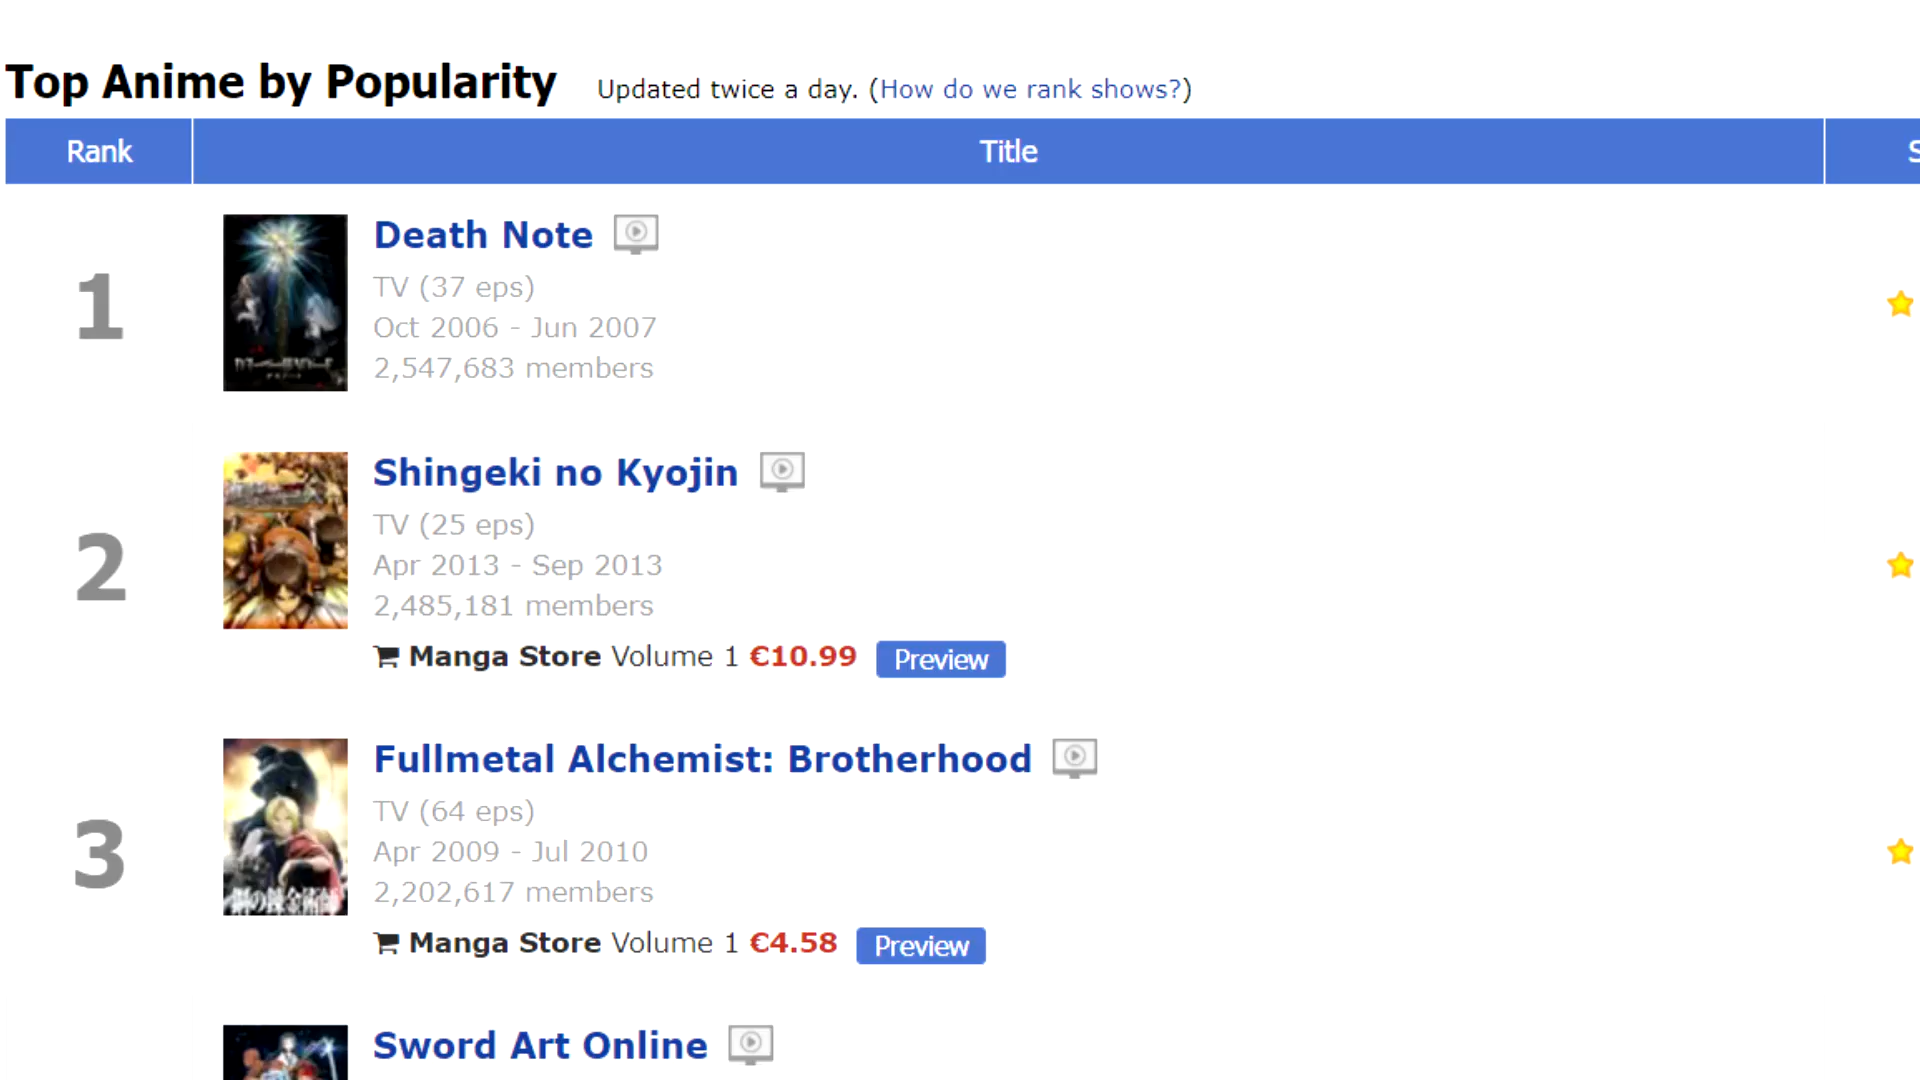 Top Anime by Popularity Updated twice a day. (How do we rank shows?)
Rank Title
1
Death Note
TV (37 eps)
Oct 2006 - Jun 2007
2,547,683 members
2
Shingeki no Kyojin
TV (25 eps)
Apr 2013 - Sep 2013
2,485,181 members
Manga Store Volume 1 €10.99 Preview
3
Fullmetal Alchemist: Brotherhood
TV (64 eps)
Apr 2009 - Jul 2010
2,202,617 members
Manga Store Volume 1 €4.58 Preview
Sword Art Online